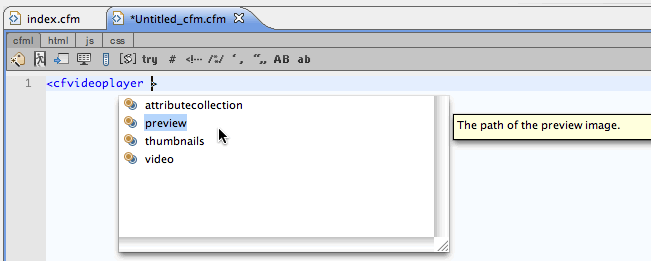 index.cfm *Untitled_cfm.cfm
cfml html js css
try # <!-- /%/ ‘, “,, AB ab
1 <cfvideoplayer >
attributecollection
preview
The path of the preview image.
thumbnails
video